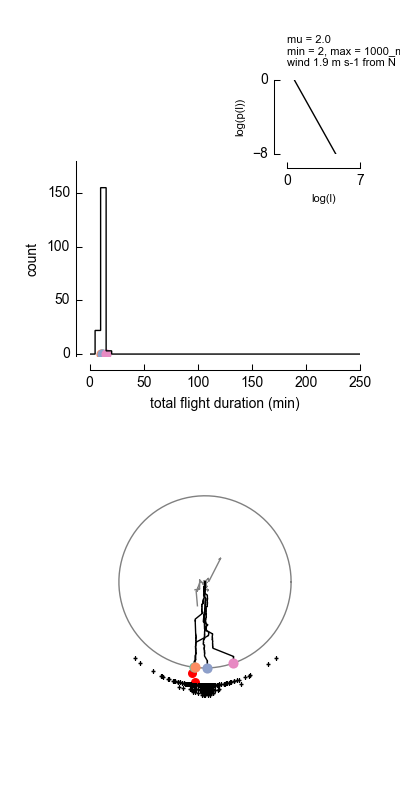 mu = 2.0
min = 2, max = 1000_m
wind 1.9 m s-1 from N
0
log(p(l))
−8
0
7
log(l)
150
100
50
0
count
0
50
100
150
200
250
total flight duration (min)